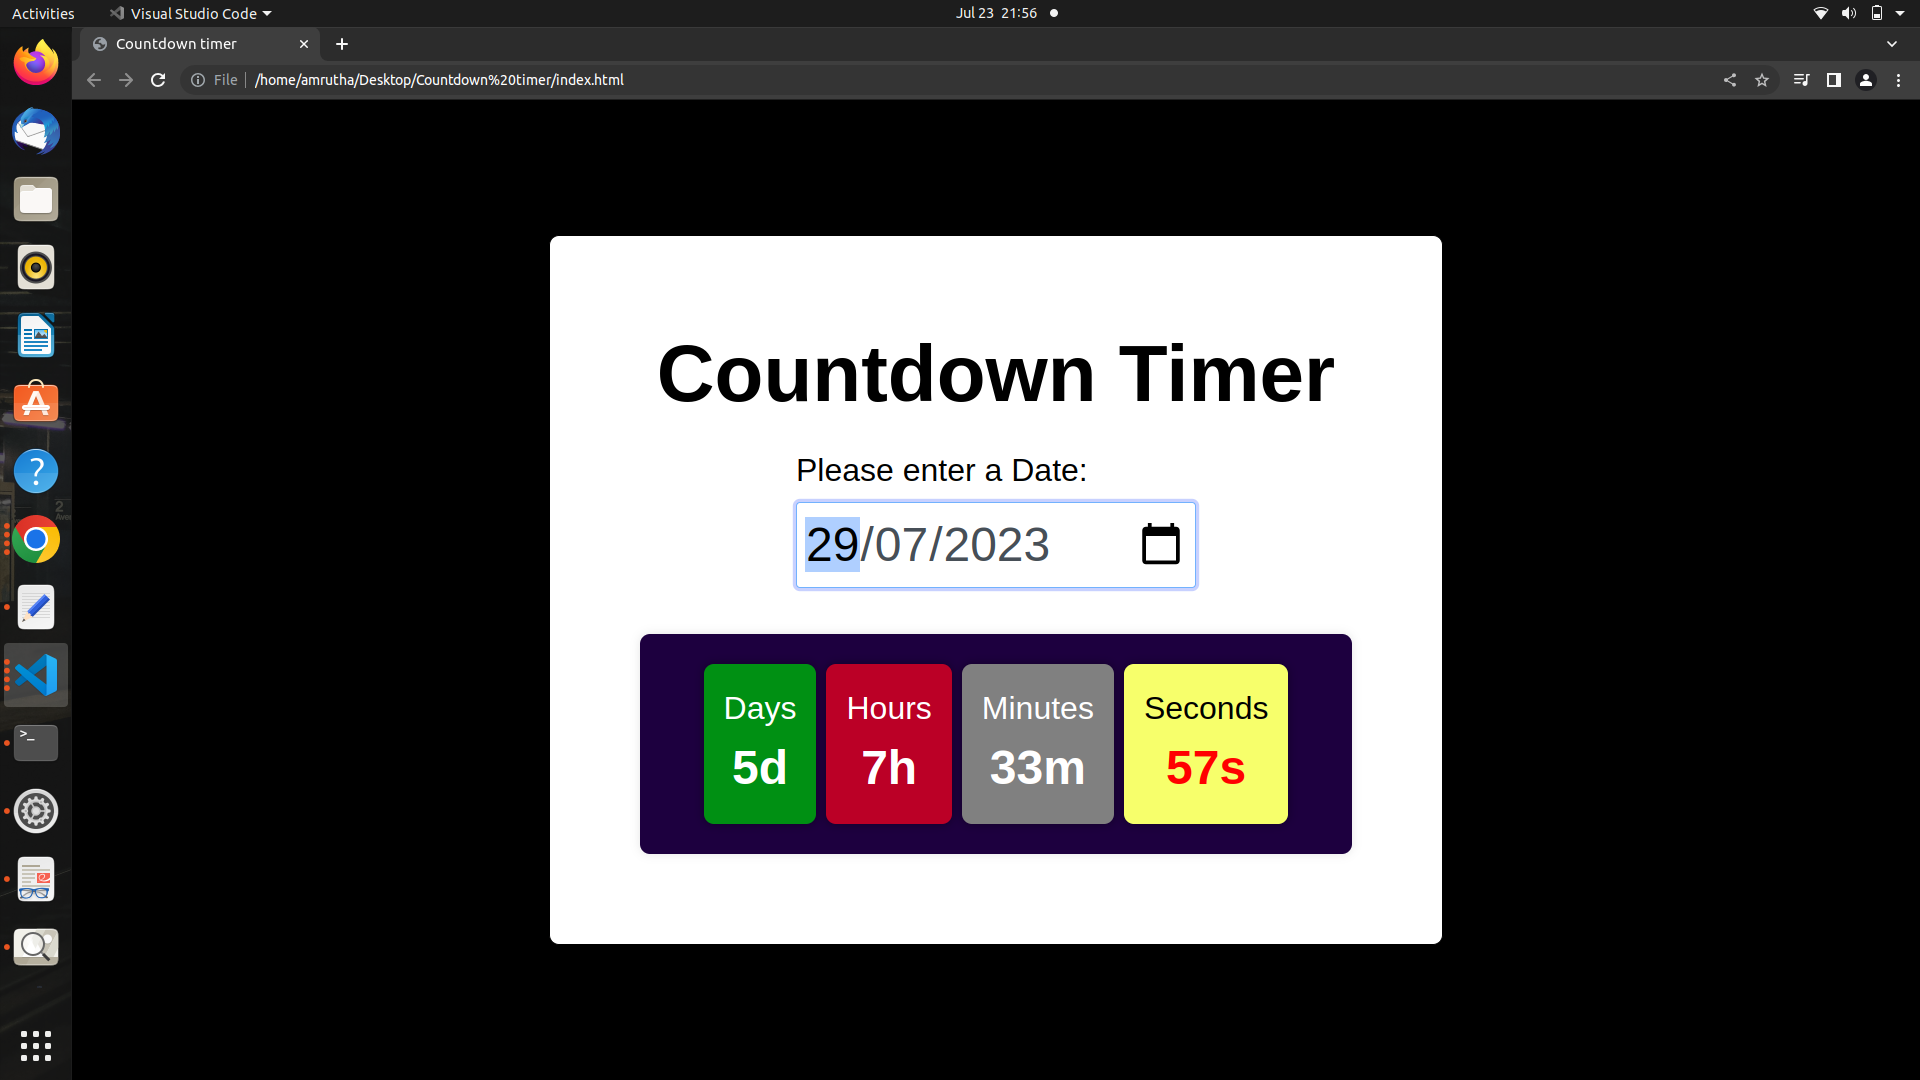 Activities
Visual Studio Code
Jul 23 21:56
Countdown timer
File
/home/amrutha/Desktop/Countdown%20timer/index.html
Countdown Timer
Please enter a Date:
29/07/2023
Days Hours Minutes Seconds
5d 7h 33m 57s